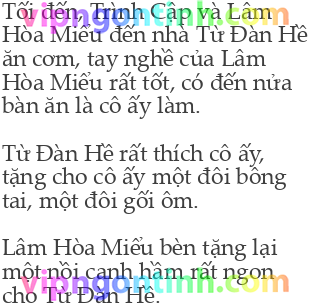 Tối đến, Trình Cập và Lâm
Hòa Miểu đến nhà Từ Đàn Hề
ăn cơm, tay nghề của Lâm
Hòa Miểu rất tốt, có đến nửa
bàn ăn là cô ấy làm.
Từ Đàn Hề rất thích cô ấy,
tặng cho cô ấy một đôi bông
tai, một đôi gối ôm.
Lâm Hòa Miểu bèn tặng lại
một nồi canh hầm rất ngon
cho Từ Đàn Hề.
vipngontinh.com
vipngontinh.com